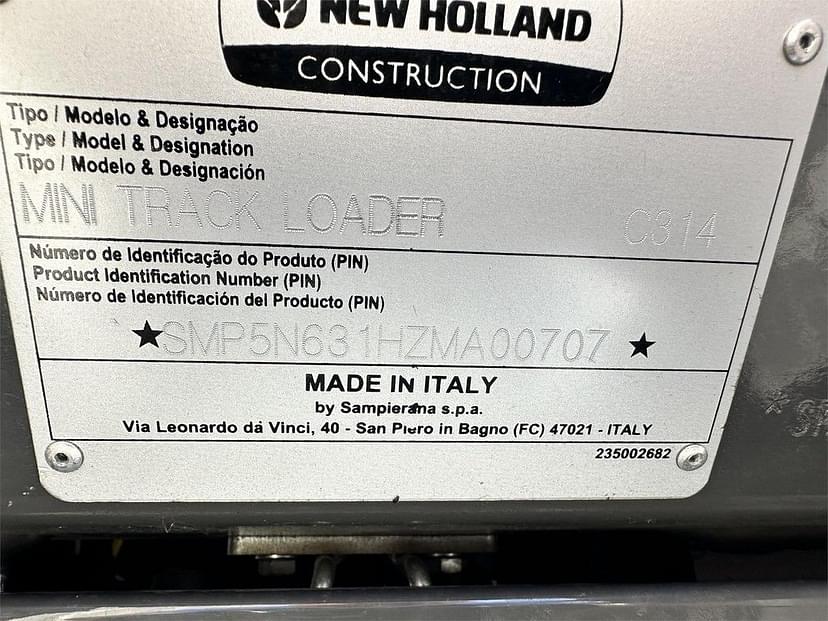 NEW HOLLAND
CONSTRUCTION
Tipo / Modelo & Designação
Type / Model & Designation
Tipo / Modelo & Designación
MINI TRACK LOADER C314
Número de Identificação do Produto (PIN)
Product Identification Number (PIN)
Número de Identificación del Producto (PIN)
★SMP5N631HZMA00707 ★
MADE IN ITALY
by Sampierana s.p.a.
Via Leonardo da Vinci, 40 - San Piero in Bagno (FC) 47021 - ITALY
235002682